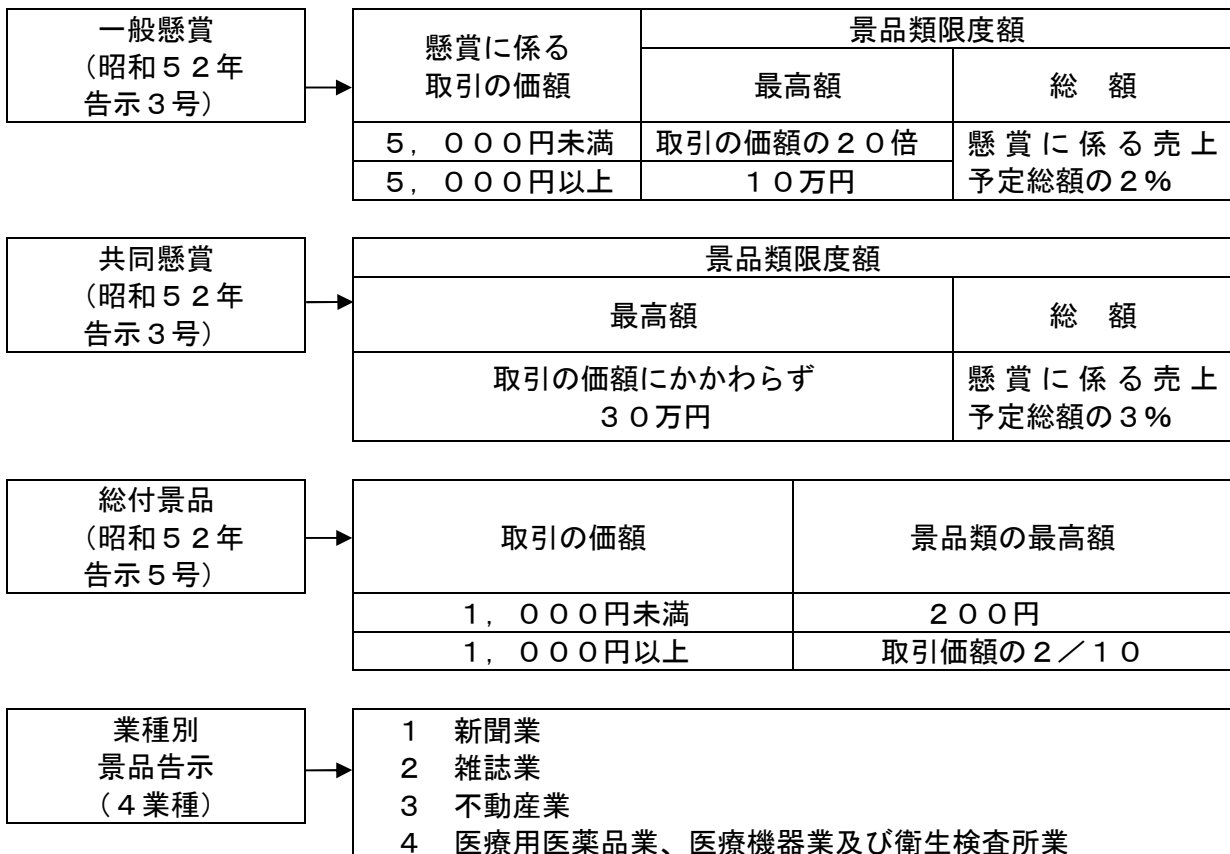 一般懸賞
（昭和５２年
告示３号）
懸賞に係る
取引の価額
景品類限度額
最高額
総　額
５，０００円未満
取引の価額の２０倍
懸賞に係る売上
予定総額の２％
５，０００円以上
１０万円
共同懸賞
（昭和５２年
告示３号）
景品類限度額
最高額
総　額
取引の価額にかかわらず
３０万円
懸賞に係る売上
予定総額の３％
総付景品
（昭和５２年
告示５号）
取引の価額
景品類の最高額
１，０００円未満
２００円
１，０００円以上
取引価額の２／１０
業種別
景品告示
（４業種）
１　新聞業
２　雑誌業
３　不動産業
４　医療用医薬品業、医療機器業及び衛生検査所業